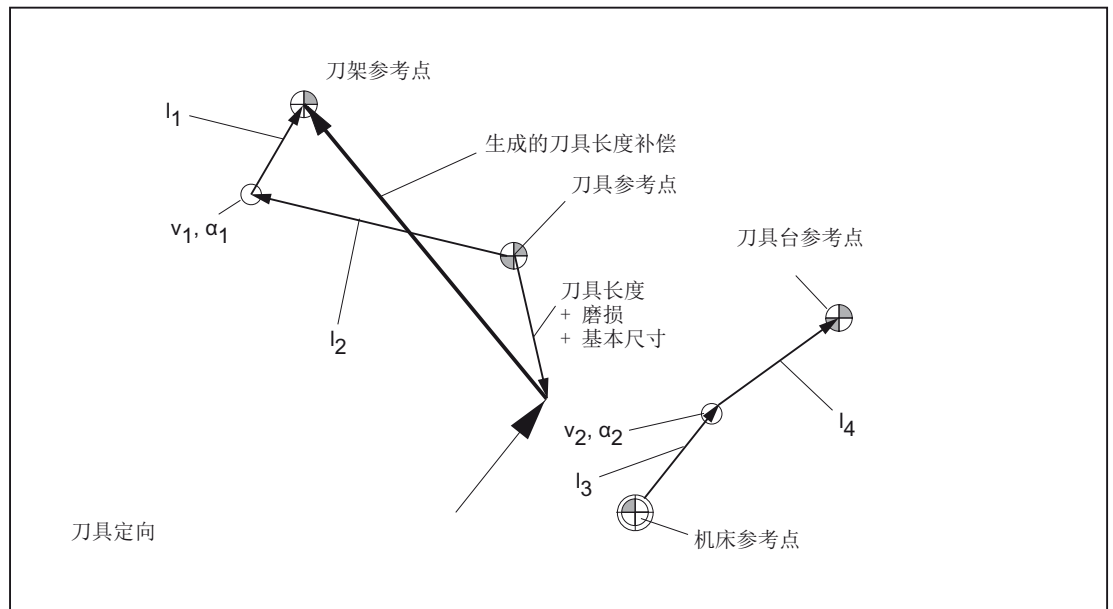 刀架参考点
l1
生成的刀具长度补偿
刀具参考点
v1, α1
刀具台参考点
刀具长度
+ 磨损
+ 基本尺寸
l2
v2, α2
l4
l3
刀具定向
机床参考点